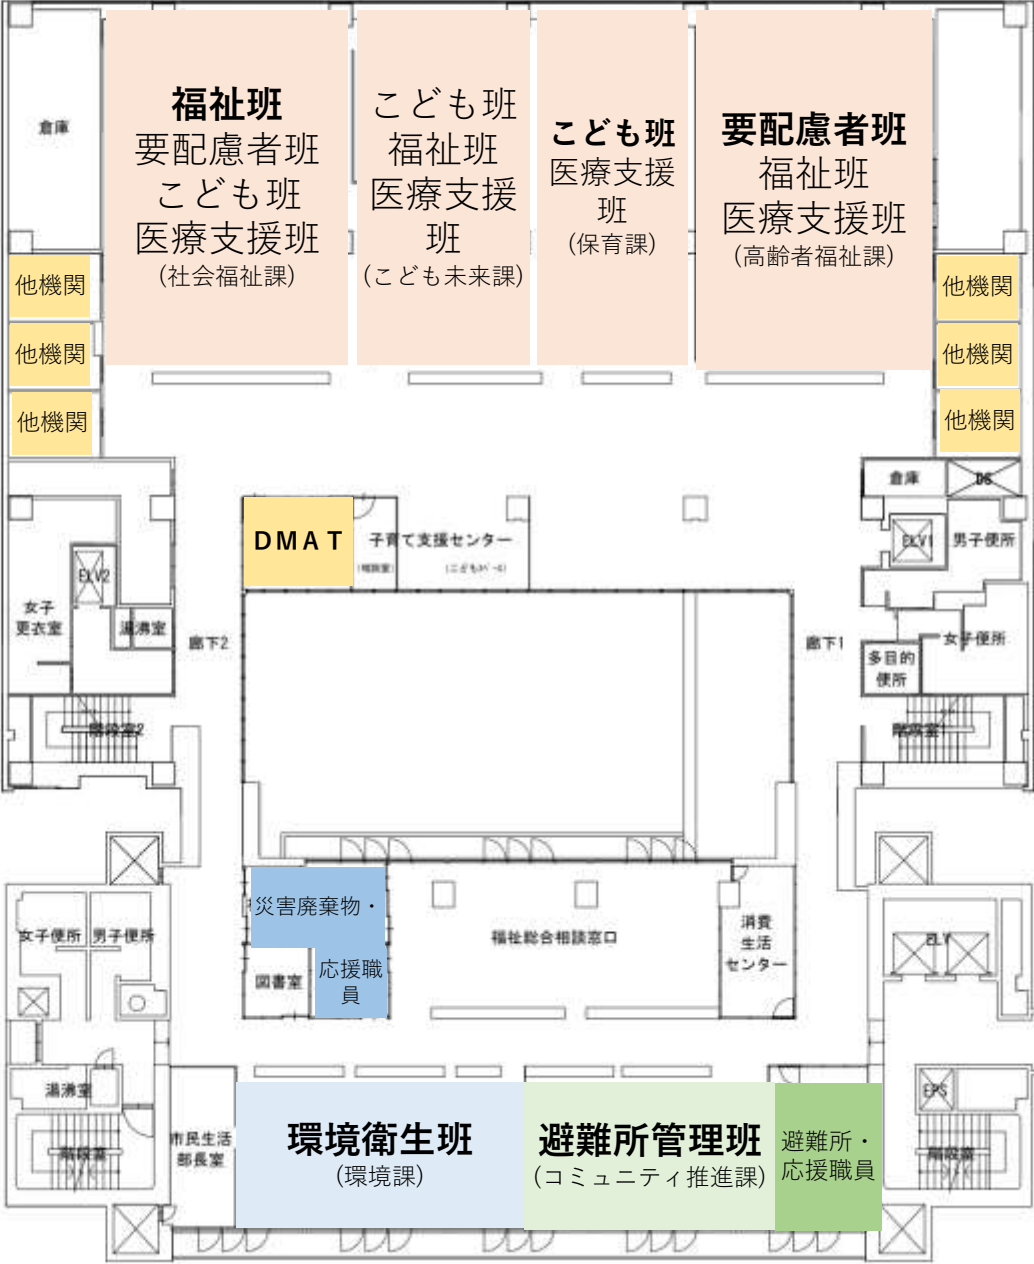 倉庫
福祉班
要配慮者班
こども班
医療支援班
(社会福祉課)
こども班
福祉班
医療支援
班
(こども未来課)
こども班
医療支援
班
(保育課)
要配慮者班
福祉班
医療支援班
(高齢者福祉課)
他機関
他機関
他機関
他機関
他機関
他機関
倉庫
DS
DMAT
子育て支援センター
(相談室)
ELV1
男子便所
ELV2
女子
更衣室
湯沸室
廊下2
廊下1
女子便所
多目的
便所
階段室2
階段室1
災害廃棄物・
応援職
員
図書室
福祉総合相談窓口
消費
生活
センター
女子便所
男子便所
ELV
湯沸室
階段室
市民生活
部長室
環境衛生班
(環境課)
避難所管理班
(コミュニティ推進課)
避難所・
応援職員
EPS
階段室